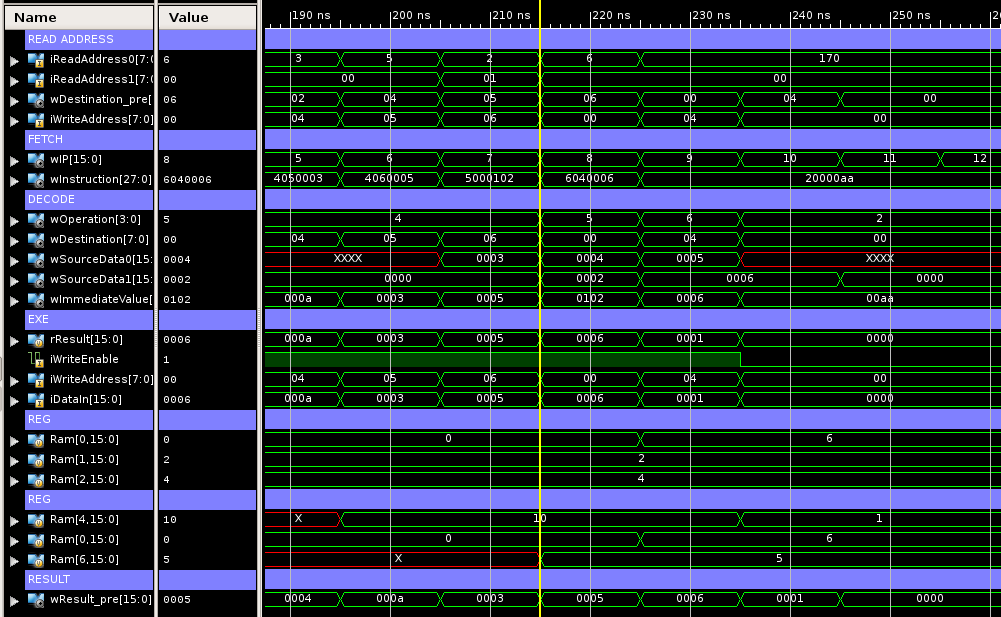 Name Value 190 ns 200 ns 210 ns 220 ns 230 ns 240 ns 250 ns
READ ADDRESS
iReadAddress0[7:0 6 3 5 2 6 170
iReadAddress1[7:0 00 00 01 00
wDestination_pre[ 06 02 04 05 06 00 04 00
iWriteAddress[7:0] 00 04 05 06 00 04 00
FETCH
wIP[15:0] 8 5 6 7 8 9 10 11 12
wInstruction[27:0] 6040006 4050003 4060005 5000102 6040006 20000aa
DECODE
wOperation[3:0] 5 4 5 6 2
wDestination[7:0] 00 04 05 06 00 04 00
wSourceData0[15: 0004 XXXX 0003 0004 0005 XXXX
wSourceData1[15: 0002 0000 0002 0006 0000
wImmediateValue[ 0102 000a 0003 0005 0102 0006 00aa
EXE
rResult[15:0] 0006 000a 0003 0005 0006 0001 0000
iWriteEnable 1
iWriteAddress[7:0] 00 04 05 06 00 04 00
iDataIn[15:0] 0006 000a 0003 0005 0006 0001 0000
REG
Ram[0,15:0] 0 0 6
Ram[1,15:0] 2 2
Ram[2,15:0] 4 4
REG
Ram[4,15:0] 10 X 10 1
Ram[0,15:0] 0 0 6
Ram[6,15:0] 5 X 5
RESULT
wResult_pre[15:0] 0005 0004 000a 0003 0005 0006 0001 0000